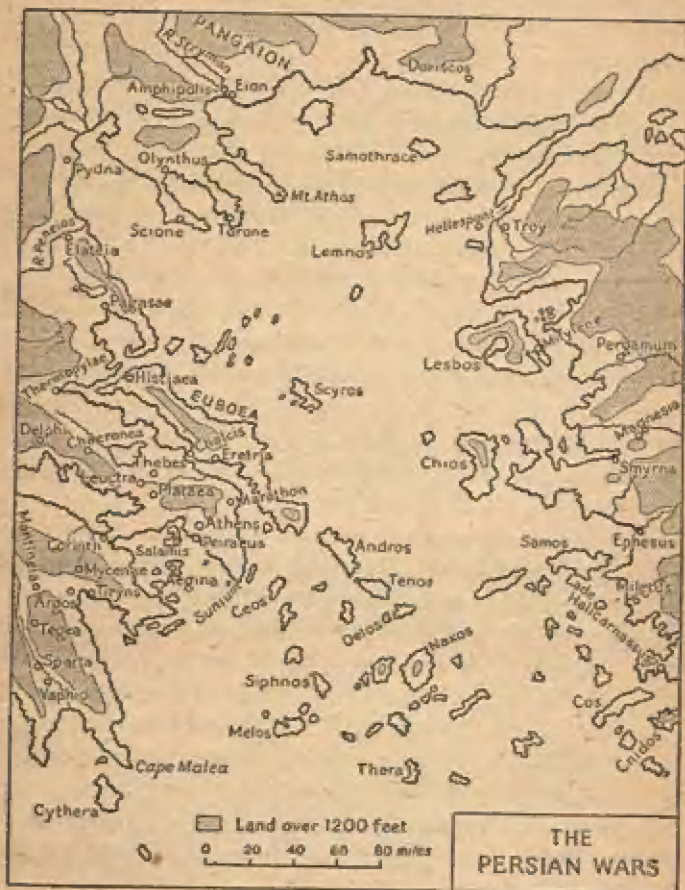 PANGAION
R. Strymon
Doriscos
Amphipolis
Eion
Samothrace
Olynthus
Pydna
Mt. Athos
Scione
Torone
Hellespont
Troy
Lemnos
R. Peneios
Elateia
Pagasae
Mitylene
Lesbos
Pergamum
Thermopylae
Histiaea
Scyros
EUBOEA
Magnesia
Delphi
Chaeronea
Chalcis
Eretria
Chios
Smyrna
Thebes
Leuctra
Plataea
Marathon
Athens
Peiraeus
Andros
Samos
Ephesus
Mantineia
Corinth
Salamis
Mycenae
Aegina
Tenos
Lade
Miletus
Tiryns
Sunium
Ceos
Argos
Delos
Halicarnassus
Tegea
Naxos
Sparta
Siphnos
Vaphio
Cos
Melos
Cnidos
Cape Malea
Thera
Cythera
Land over 1200 feet
0 20 40 60 80 miles
THE
PERSIAN WARS